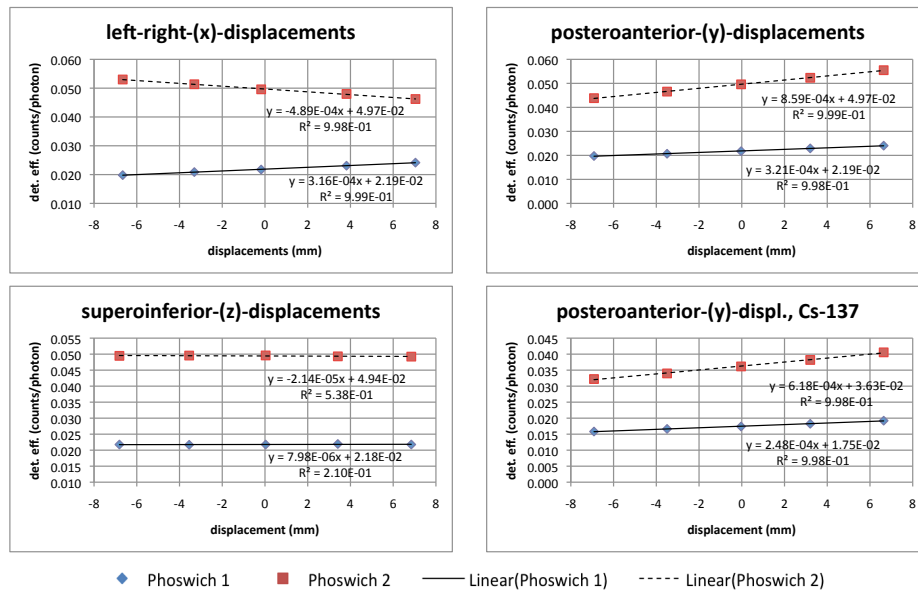 left-right-(x)-displacements
det. eff. (counts/photon)
0.060
0.050
0.040
0.030
0.020
0.010
y = -4.89E-04x + 4.97E-02
R² = 9.98E-01
y = 3.16E-04x + 2.19E-02
R² = 9.99E-01
-8 -6 -4 -2 0 2 4 6 8
displacements (mm)
posteroanterior-(y)-displacements
det. eff. (counts/photon)
0.060
0.050
0.040
0.030
0.020
0.010
0.000
y = 8.59E-04x + 4.97E-02
R² = 9.99E-01
y = 3.21E-04x + 2.19E-02
R² = 9.98E-01
-8 -6 -4 -2 0 2 4 6 8
displacement (mm)
superoinferior-(z)-displacements
det. eff. (counts/photon)
0.055
0.050
0.045
0.040
0.035
0.030
0.025
0.020
0.015
0.010
y = -2.14E-05x + 4.94E-02
R² = 5.38E-01
y = 7.98E-06x + 2.18E-02
R² = 2.10E-01
-8 -6 -4 -2 0 2 4 6 8
displacement (mm)
posteroanterior-(y)-displ., Cs-137
det. eff. (counts/photon)
0.045
0.040
0.035
0.030
0.025
0.020
0.015
0.010
0.005
0.000
y = 6.18E-04x + 3.63E-02
R² = 9.98E-01
y = 2.48E-04x + 1.75E-02
R² = 9.98E-01
-8 -6 -4 -2 0 2 4 6 8
displacement (mm)
Phoswich 1 Phoswich 2 Linear(Phoswich 1) Linear(Phoswich 2)